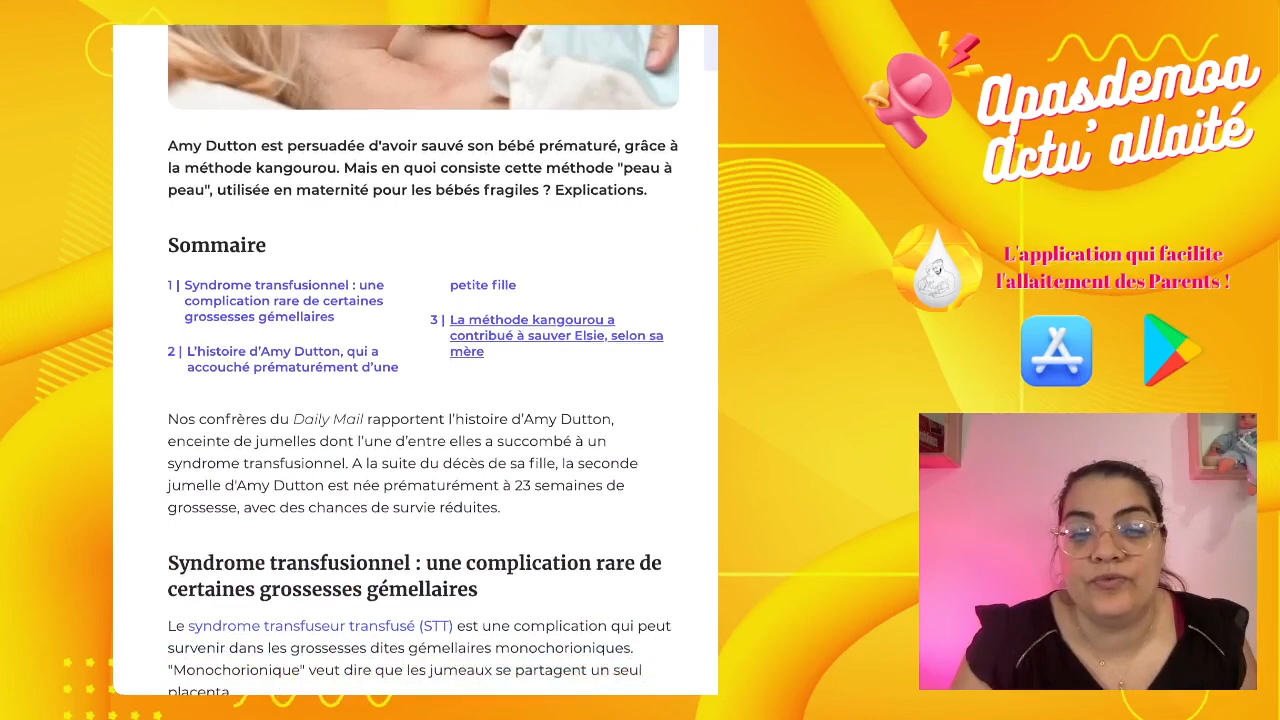 Amy Dutton est persuadée d'avoir sauvé son bébé prématuré, grâce à
la méthode kangourou. Mais en quoi consiste cette méthode "peau à
peau", utilisée en maternité pour les bébés fragiles ? Explications.
Sommaire
1 | Syndrome transfusionnel : une
complication rare de certaines
grossesses gémellaires
2 | L'histoire d'Amy Dutton, qui a
accouché prématurément d'une
petite fille
3 | La méthode kangourou a
contribué à sauver Elsie, selon sa
mère
Nos confrères du Daily Mail rapportent l'histoire d'Amy Dutton,
enceinte de jumelles dont l'une d'entre elles a succombé à un
syndrome transfusionnel. A la suite du décès de sa fille, la seconde
jumelle d'Amy Dutton est née prématurément à 23 semaines de
grossesse, avec des chances de survie réduites.
Syndrome transfusionnel : une complication rare de
certaines grossesses gémellaires
Le syndrome transfuseur transfusé (STT) est une complication qui peut
survenir dans les grossesses dites gémellaires monochorioniques.
"Monochorionique" veut dire que les jumeaux se partagent un seul
placenta
Apasdemoa
Actu' allaité
L'application qui facilite
l'allaitement des Parents !